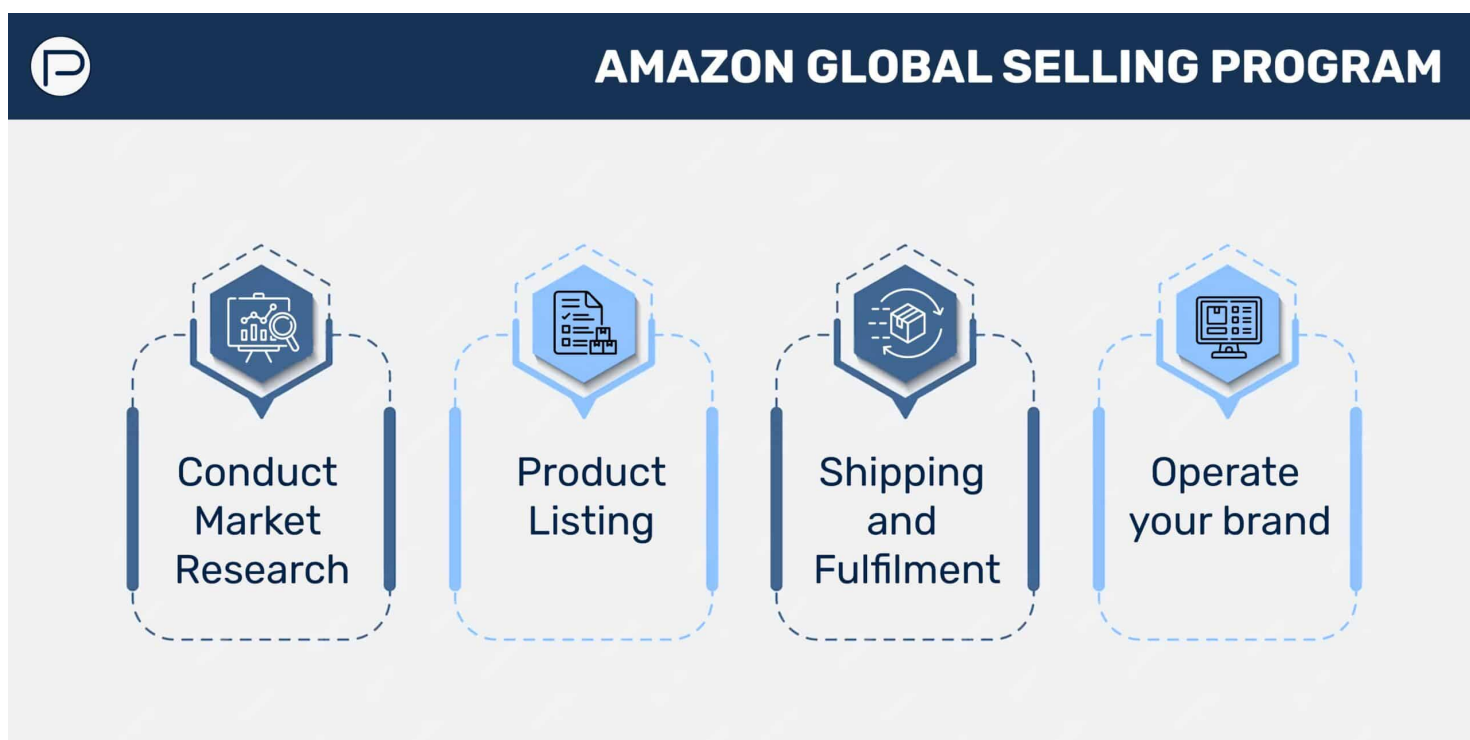 AMAZON GLOBAL SELLING PROGRAM
Conduct
Market
Research
Product
Listing
Shipping
and
Fulfilment
Operate
your brand